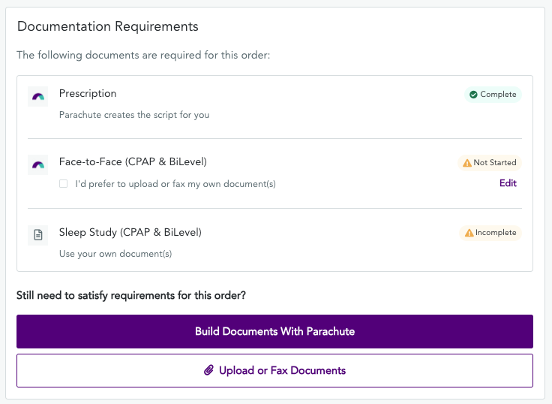 Documentation Requirements
The following documents are required for this order:
Prescription
Complete
Parachute creates the script for you
Face-to-Face (CPAP & BiLevel)
Not Started
I'd prefer to upload or fax my own document(s)
Edit
Sleep Study (CPAP & BiLevel)
Incomplete
Use your own document(s)
Still need to satisfy requirements for this order?
Build Documents With Parachute
Upload or Fax Documents